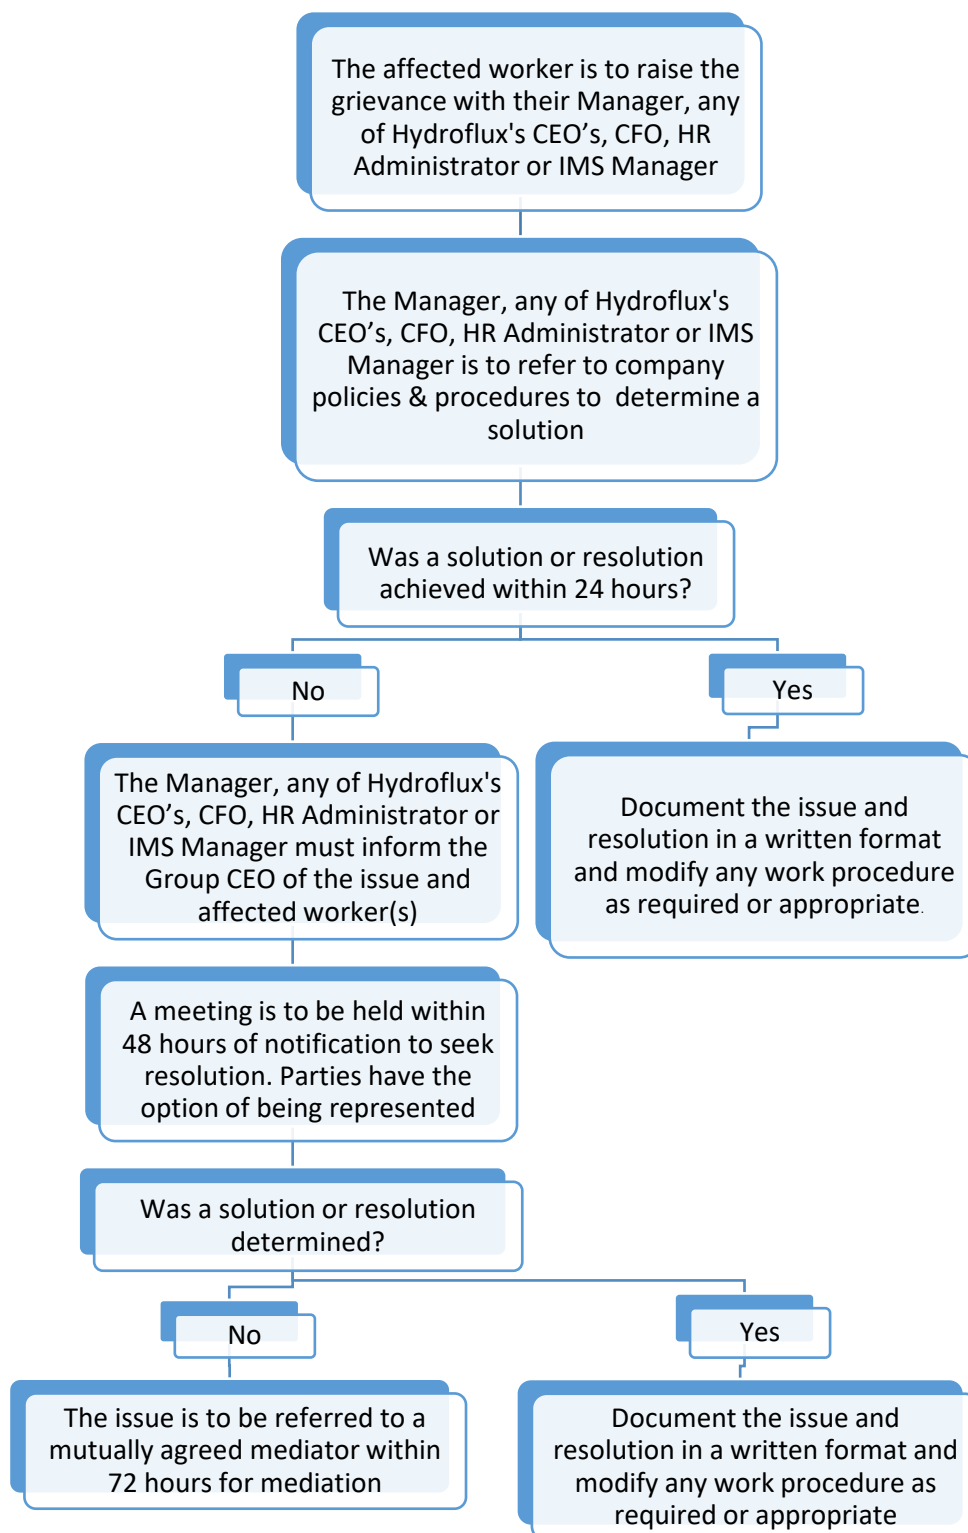 The affected worker is to raise the
grievance with their Manager, any
of Hydroflux's CEO’s, CFO, HR
Administrator or IMS Manager
The Manager, any of Hydroflux's
CEO’s, CFO, HR Administrator or IMS
Manager is to refer to company
policies & procedures to determine a
solution
Was a solution or resolution
achieved within 24 hours?
No
Yes
The Manager, any of Hydroflux's
CEO’s, CFO, HR Administrator or
IMS Manager must inform the
Group CEO of the issue and
affected worker(s)
Document the issue and
resolution in a written format
and modify any work procedure
as required or appropriate.
A meeting is to be held within
48 hours of notification to seek
resolution. Parties have the
option of being represented
Was a solution or resolution
determined?
No
Yes
The issue is to be referred to a
mutually agreed mediator within
72 hours for mediation
Document the issue and
resolution in a written format and
modify any work procedure as
required or appropriate